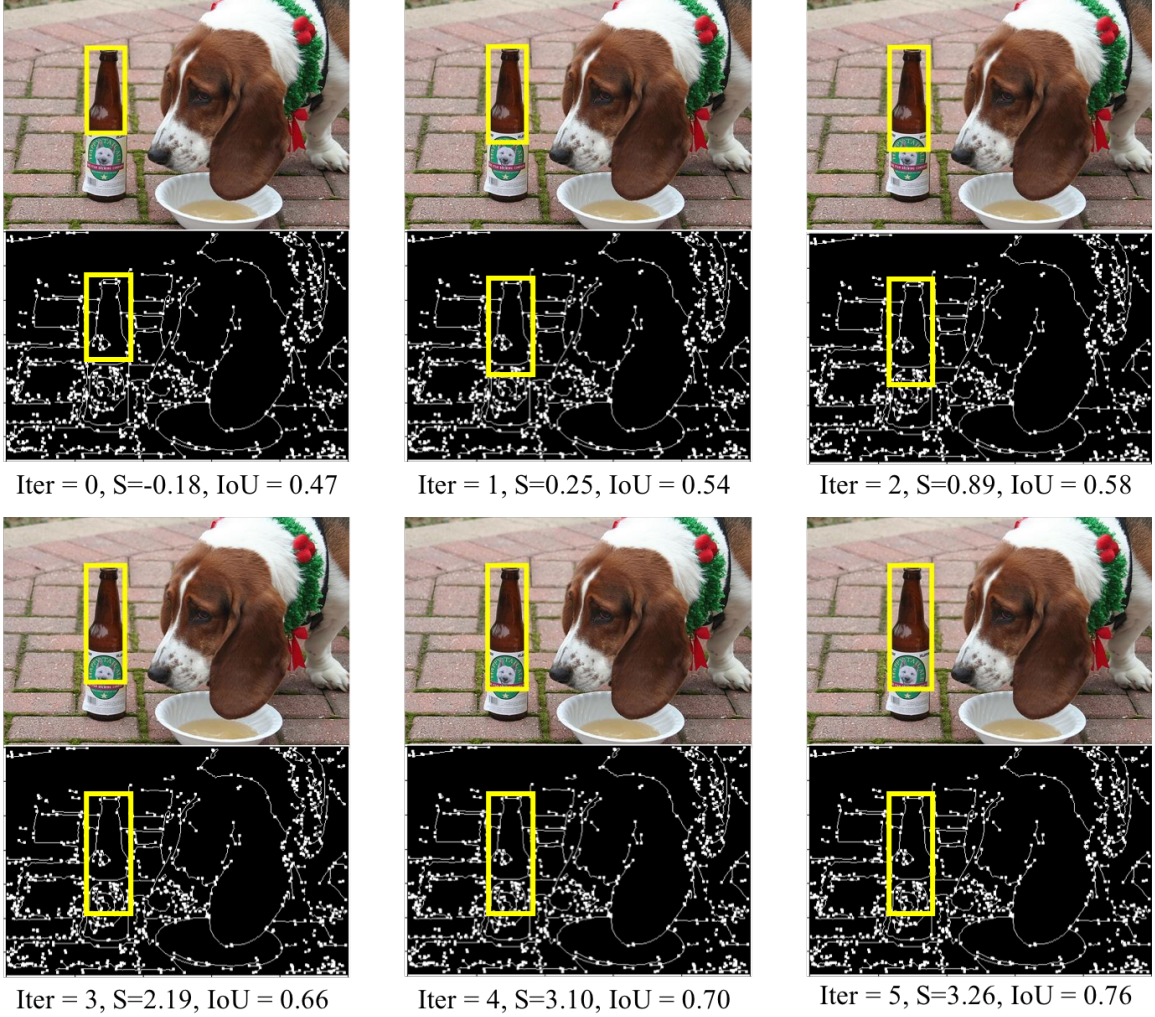 Iter = 0, S=-0.18, IoU = 0.47
Iter = 1, S=0.25, IoU = 0.54
Iter = 2, S=0.89, IoU = 0.58
Iter = 3, S=2.19, IoU = 0.66
Iter = 4, S=3.10, IoU = 0.70
Iter = 5, S=3.26, IoU = 0.76